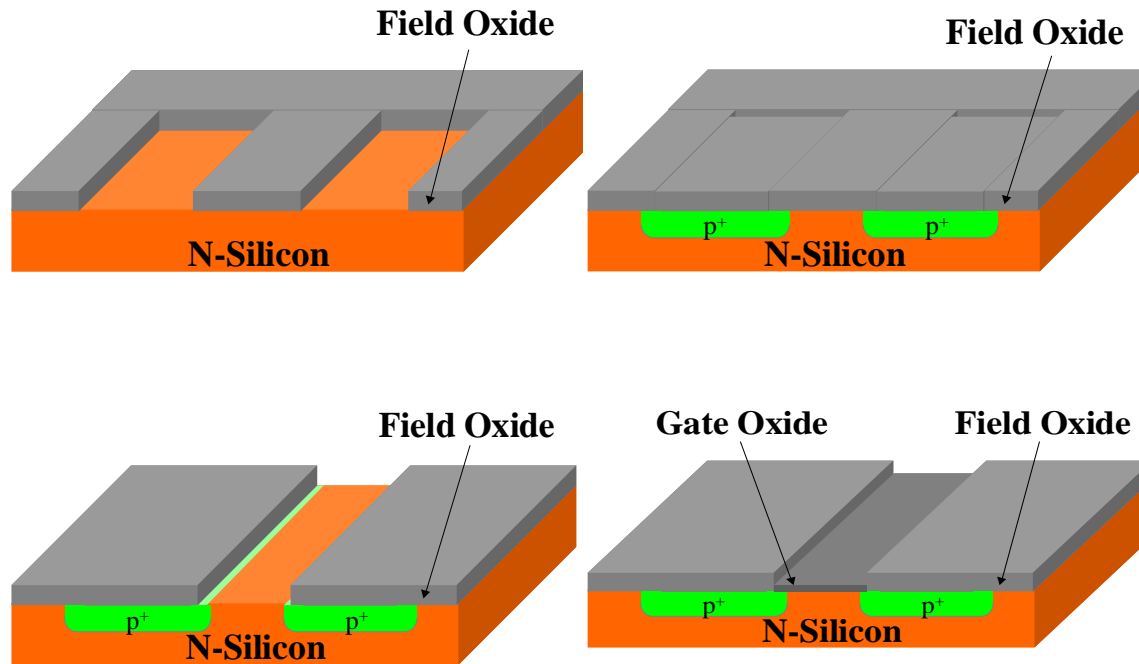 Field Oxide
p⁺
p⁺
N-Silicon
N-Silicon
Field Oxide
Field Oxide
p⁺
p⁺
N-Silicon
Gate Oxide
Field Oxide
p⁺
p⁺
N-Silicon